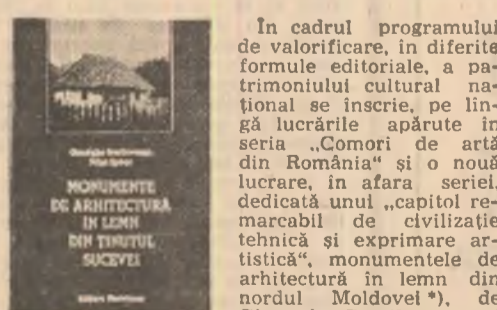 MONUMENTE
DE ARHITECTURĂ
ÎN LEMN
DIN ȚINUTUL
SUCEVEI
În cadrul programului
de valorificare, în diferite
formule editoriale, a pa-
trimoniului cultural na-
țional se înscrie, pe lîn-
gă lucrările apărute în
seria „Comori de artă
din România“ și o nouă
lucrare, în afara seriei,
dedicată unui „capitol re-
marcabil de civilizație
tehnică și exprimare ar-
tistică“, monumentele de
arhitectură în lemn din
nordul Moldovei *), de